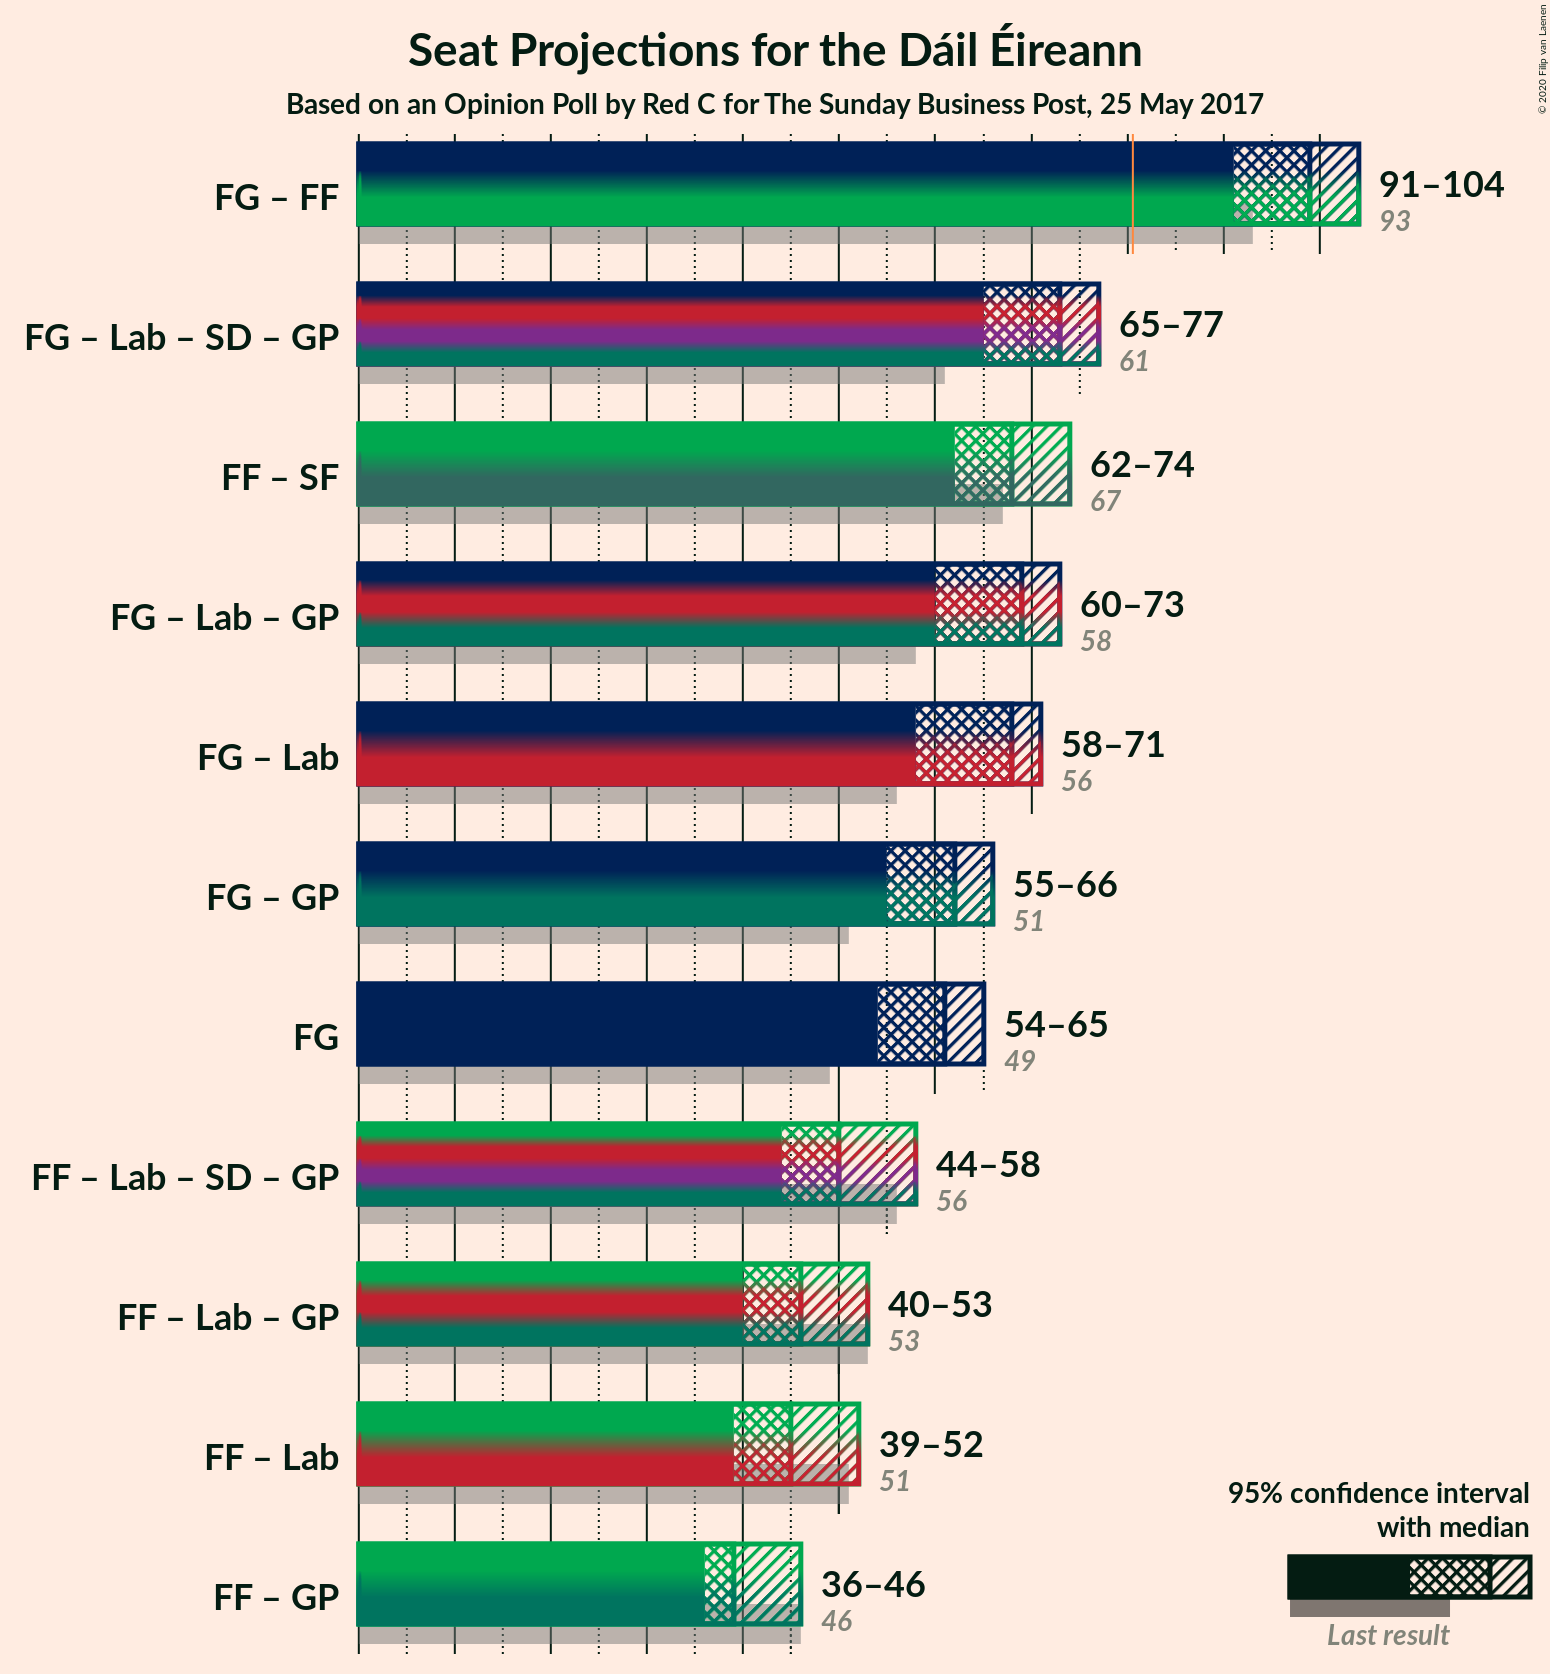 Seat Projections for the Dáil Éireann
Based on an Opinion Poll by Red C for The Sunday Business Post, 25 May 2017
© 2020 Filip van Laenen
FG – FF
91–104
93
FG – Lab – SD – GP
65–77
61
FF – SF
62–74
67
FG – Lab – GP
60–73
58
FG – Lab
58–71
56
FG – GP
55–66
51
FG
54–65
49
FF – Lab – SD – GP
44–58
56
FF – Lab – GP
40–53
53
FF – Lab
39–52
51
FF – GP
36–46
46
95% confidence interval
with median
Last result